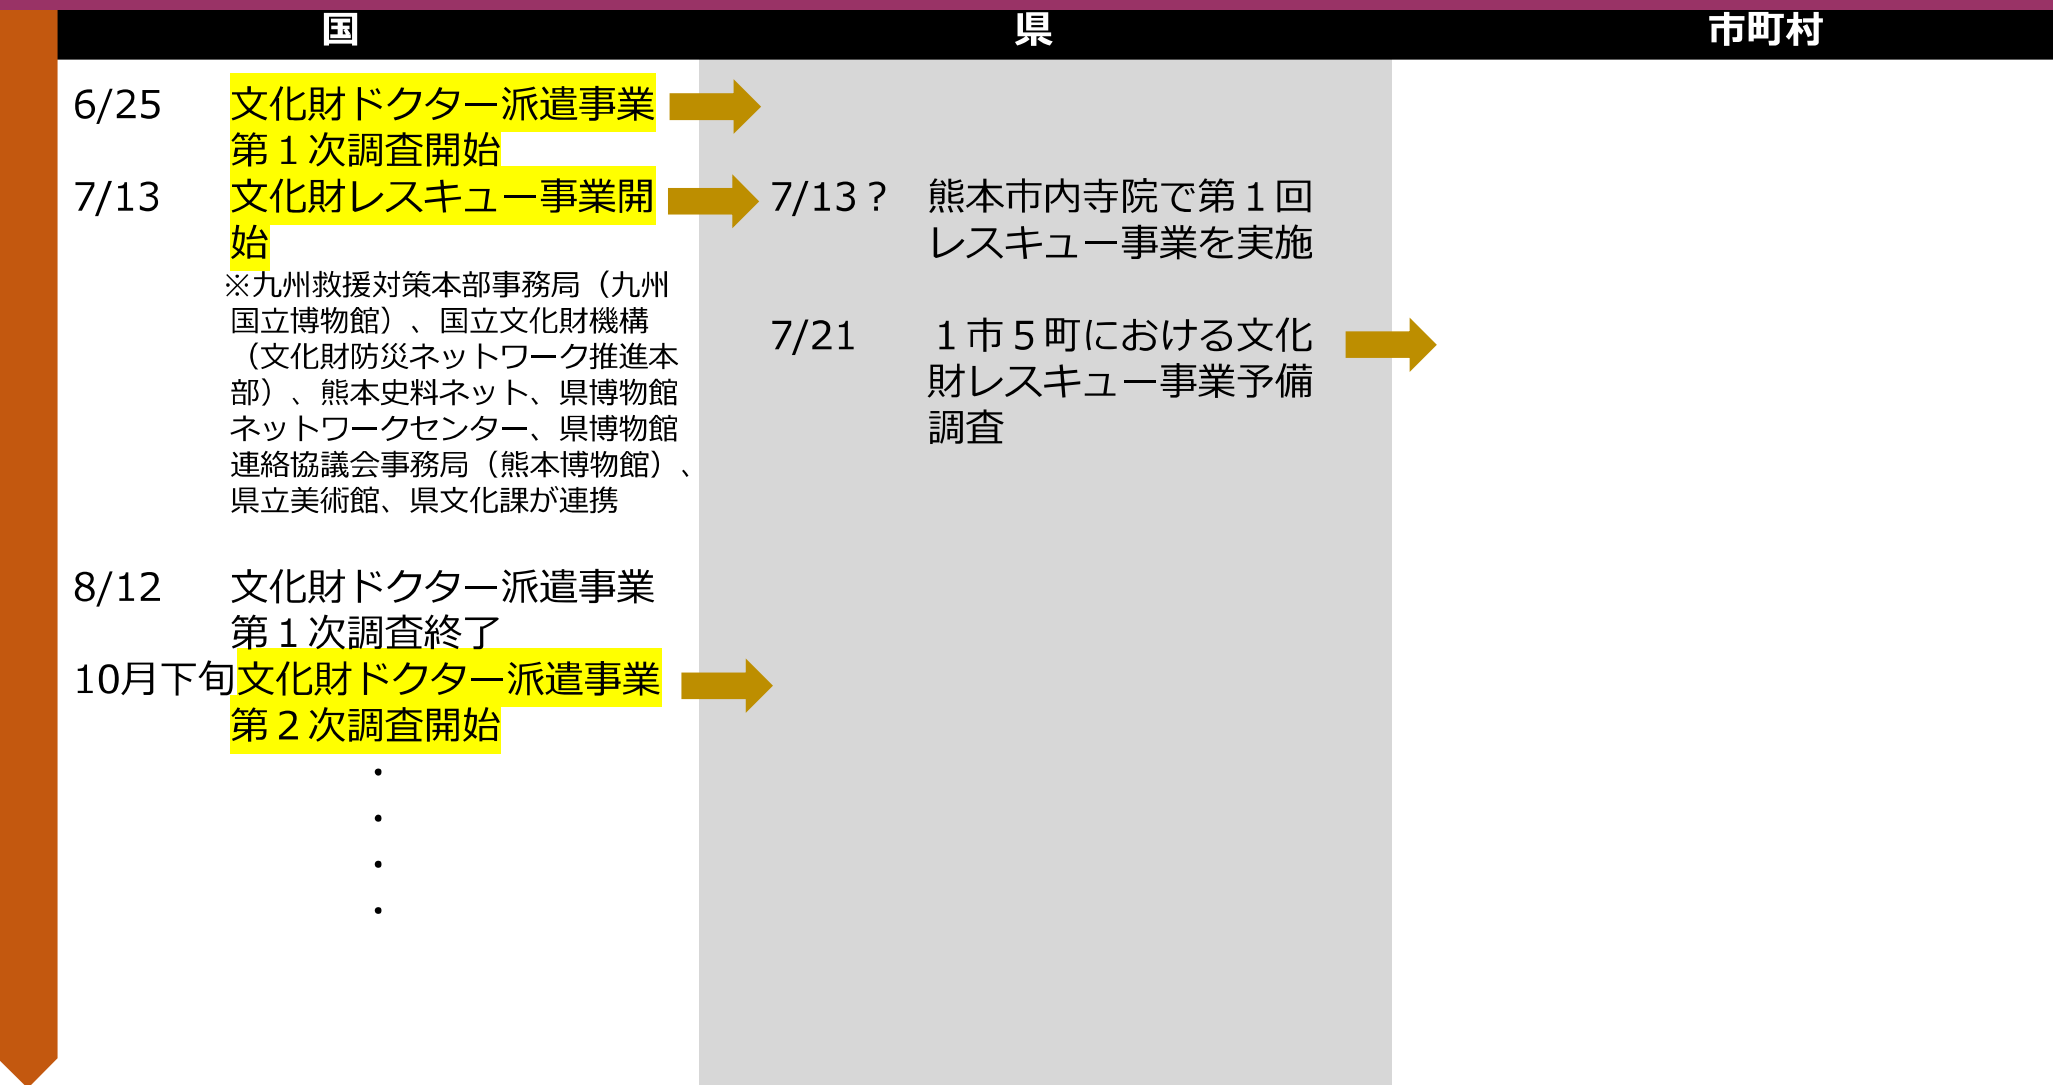 国
県
市町村
6/25 文化財ドクター派遣事業
第１次調査開始
7/13 文化財レスキュー事業開
始
※九州救援対策本部事務局（九州
国立博物館）、国立文化財機構
（文化財防災ネットワーク推進本
部）、熊本史料ネット、県博物館
ネットワークセンター、県博物館
連絡協議会事務局（熊本博物館）、
県立美術館、県文化課が連携
8/12 文化財ドクター派遣事業
第１次調査終了
10月下旬文化財ドクター派遣事業
第２次調査開始
・
・
・
・
7/13？ 熊本市内寺院で第１回
レスキュー事業を実施
7/21 １市５町における文化
財レスキュー事業予備
調査